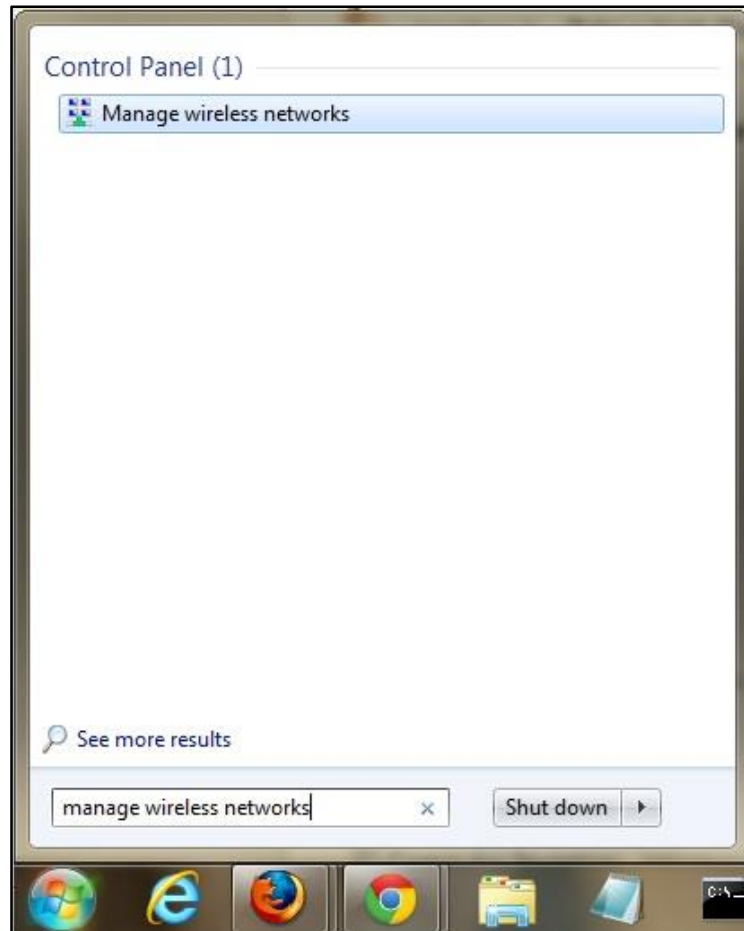 Control Panel (1)
Manage wireless networks
See more results
manage wireless networks
Shut down
C:\_